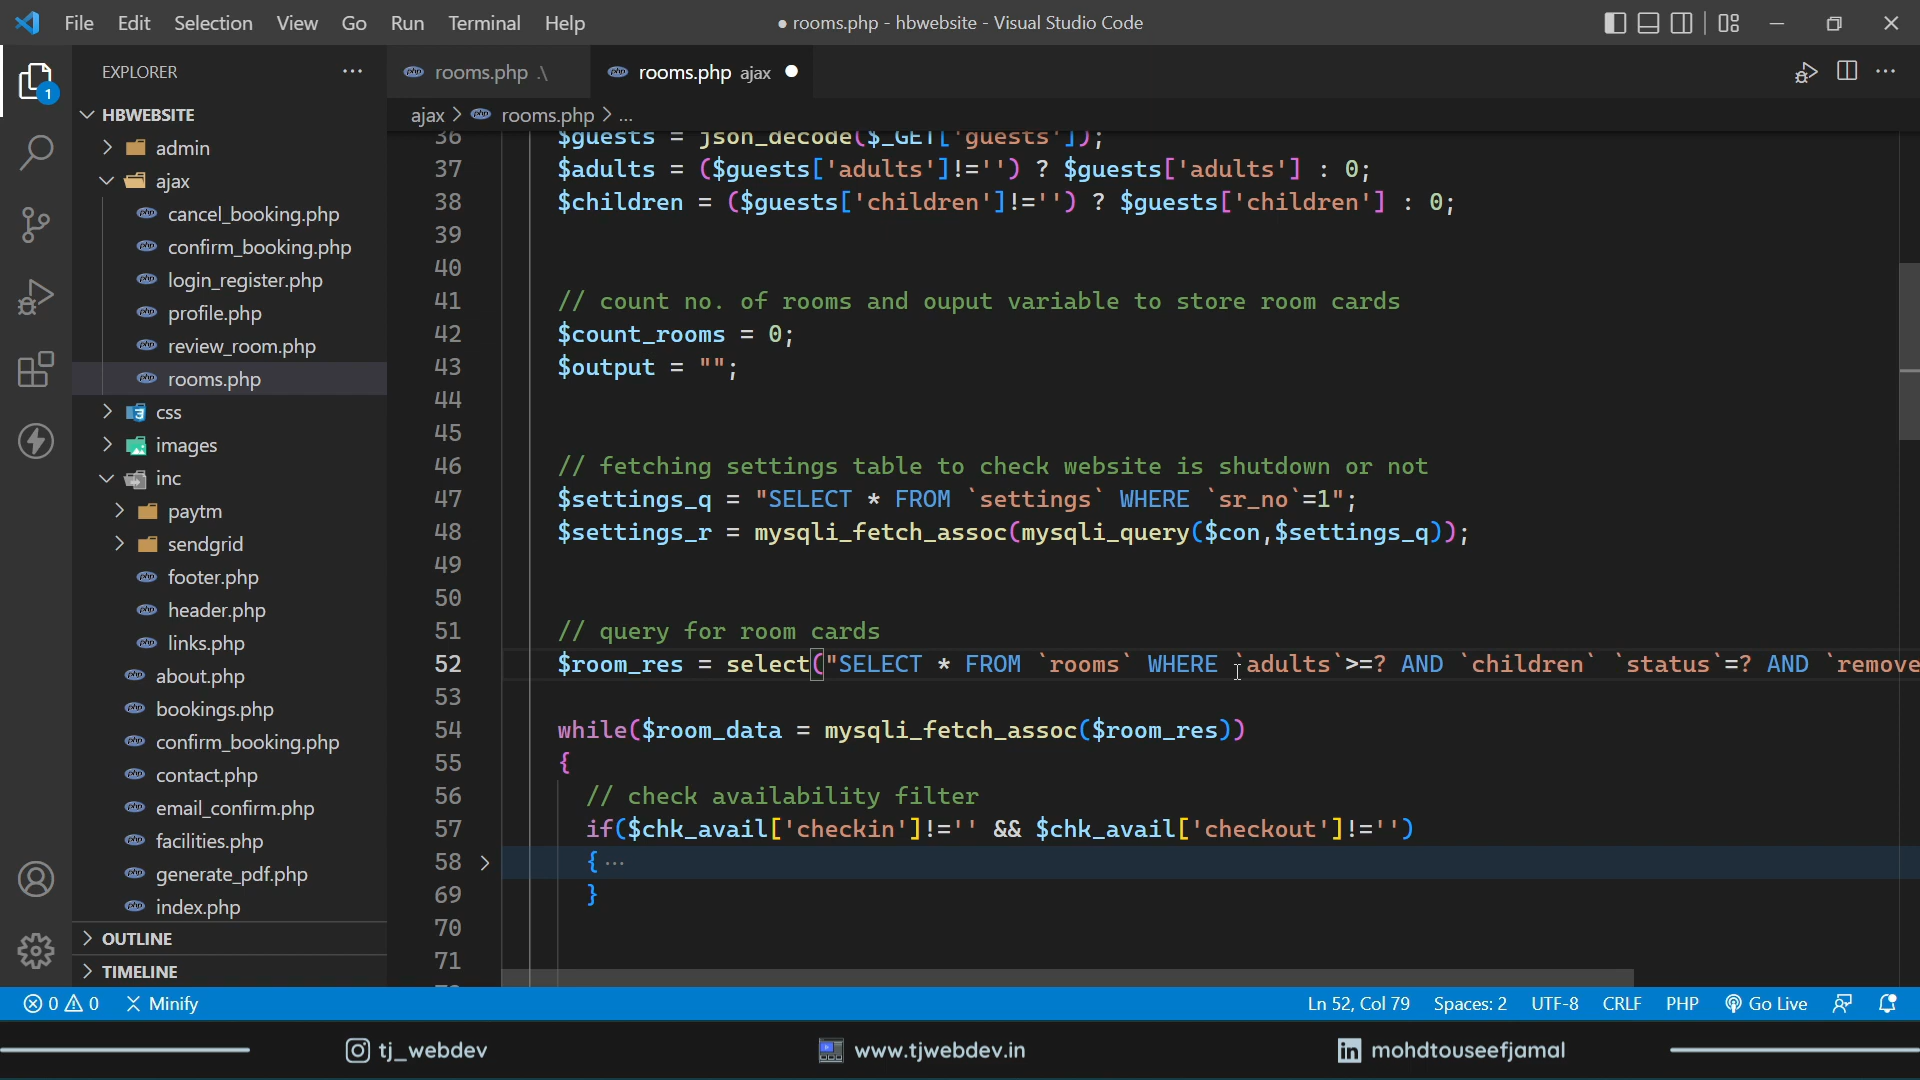 File Edit Selection View Go Run Terminal Help
● rooms.php - hbwebsite - Visual Studio Code
1
EXPLORER
HBWEBSITE
admin
ajax
cancel_booking.php
confirm_booking.php
login_register.php
profile.php
review_room.php
rooms.php
css
images
inc
paytm
sendgrid
footer.php
header.php
links.php
about.php
bookings.php
confirm_booking.php
contact.php
email_confirm.php
facilities.php
generate_pdf.php
index.php
OUTLINE
TIMELINE
rooms.php .\
rooms.php ajax
ajax > rooms.php > ...
36 $guests = json_decode($_GET['guests']);
37 $adults = ($guests['adults']!='') ? $guests['adults'] : 0;
38 $children = ($guests['children']!='') ? $guests['children'] : 0;
39
40
41 // count no. of rooms and ouput variable to store room cards
42 $count_rooms = 0;
43 $output = "";
44
45
46 // fetching settings table to check website is shutdown or not
47 $settings_q = "SELECT * FROM `settings` WHERE `sr_no`=1";
48 $settings_r = mysqli_fetch_assoc(mysqli_query($con,$settings_q));
49
50
51 // query for room cards
52 $room_res = select("SELECT * FROM `rooms` WHERE `adults`>=? AND `children` `status`=? AND `remove
53
54 while($room_data = mysqli_fetch_assoc($room_res))
55 {
56 // check availability filter
57 if($chk_avail['checkin']!='' && $chk_avail['checkout']!='')
58 { ...
69 }
70
71
0 0 Minify
Ln 52, Col 79 Spaces: 2 UTF-8 CRLF PHP Go Live
tj_webdev
www.tjwebdev.in
mohdtouseefjamal